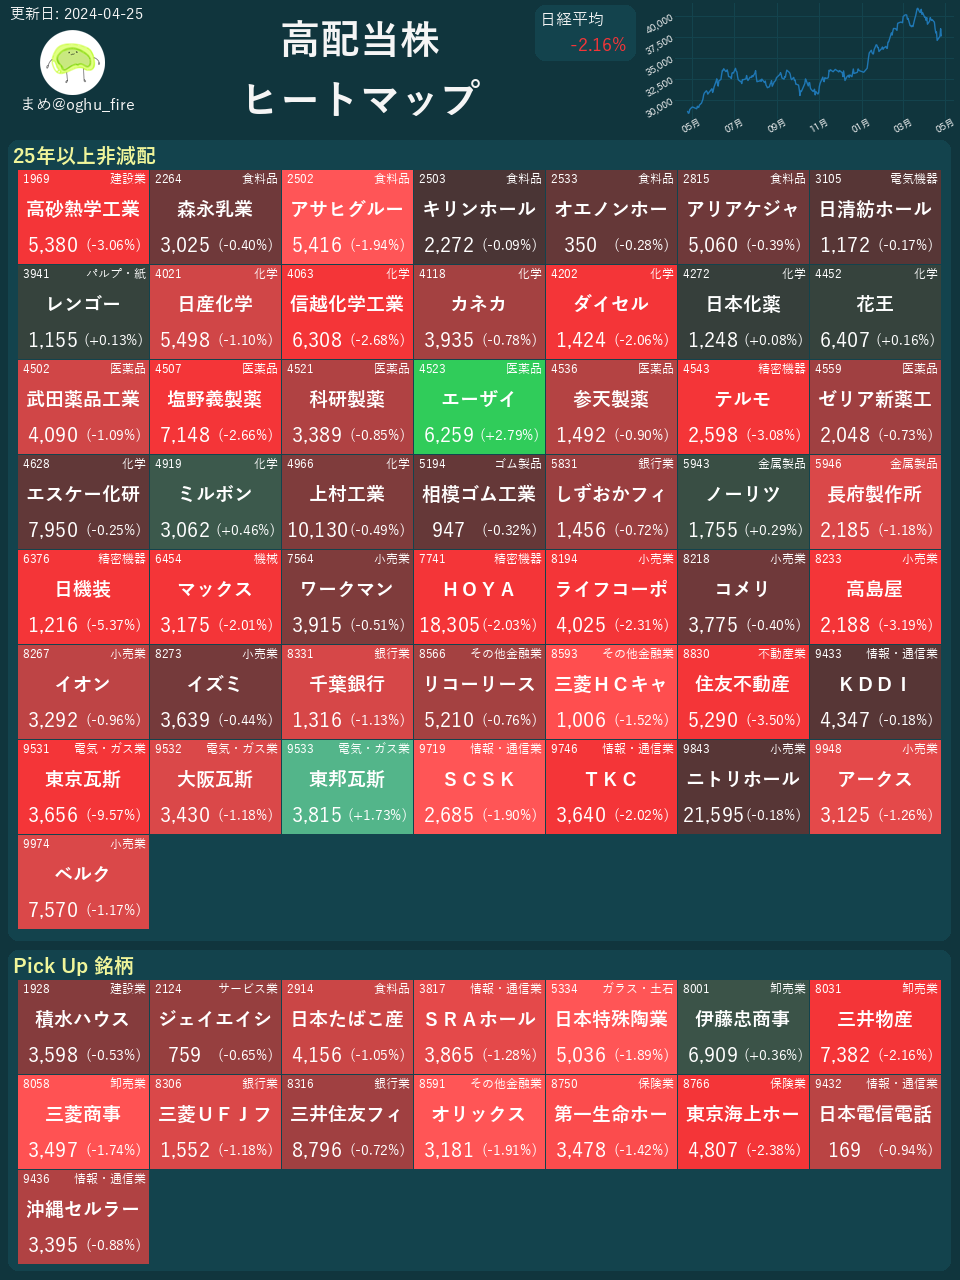 更新日: 2024-04-25
まめ@oghu_fire
高配当株
ヒートマップ
日経平均
-2.16%
40,000
37,500
35,000
32,500
30,000
05月 07月 09月 11月 01月 03月 05月
25年以上非減配
1969 建設業 2264 食料品 2502 食料品 2503 食料品 2533 食料品 2815 食料品 3105 電気機器
高砂熱学工業 森永乳業 アサヒグルー キリンホール オエノンホー アリアケジャ 日清紡ホール
5,380 (-3.06%) 3,025 (-0.40%) 5,416 (-1.94%) 2,272 (-0.09%) 350 (-0.28%) 5,060 (-0.39%) 1,172 (-0.17%)
3941 パルプ・紙 4021 化学 4063 化学 4118 化学 4202 化学 4272 化学 4452 化学
レンゴー 日産化学 信越化学工業 カネカ ダイセル 日本化薬 花王
1,155 (+0.13%) 5,498 (-1.10%) 6,308 (-2.68%) 3,935 (-0.78%) 1,424 (-2.06%) 1,248 (+0.08%) 6,407 (+0.16%)
4502 医薬品 4507 医薬品 4521 医薬品 4523 医薬品 4536 医薬品 4543 精密機器 4559 医薬品
武田薬品工業 塩野義製薬 科研製薬 エーザイ 参天製薬 テルモ ゼリア新薬工
4,090 (-1.09%) 7,148 (-2.66%) 3,389 (-0.85%) 6,259 (+2.79%) 1,492 (-0.90%) 2,598 (-3.08%) 2,048 (-0.73%)
4628 化学 4919 化学 4966 化学 5194 ゴム製品 5831 銀行業 5943 金属製品 5946 金属製品
エスケー化研 ミルボン 上村工業 相模ゴム工業 しずおかフィ ノーリツ 長府製作所
7,950 (-0.25%) 3,062 (+0.46%) 10,130 (-0.49%) 947 (-0.32%) 1,456 (-0.72%) 1,755 (+0.29%) 2,185 (-1.18%)
6376 精密機器 6454 機械 7564 小売業 7741 精密機器 8194 小売業 8218 小売業 8233 小売業
日機装 マックス ワークマン ＨＯＹＡ ライフコーポ コメリ 高島屋
1,216 (-5.37%) 3,175 (-2.01%) 3,915 (-0.51%) 18,305 (-2.03%) 4,025 (-2.31%) 3,775 (-0.40%) 2,188 (-3.19%)
8267 小売業 8273 小売業 8331 銀行業 8566 その他金融業 8593 その他金融業 8830 不動産業 9433 情報・通信業
イオン イズミ 千葉銀行 リコーリース 三菱ＨＣキャ 住友不動産 ＫＤＤＩ
3,292 (-0.96%) 3,639 (-0.44%) 1,316 (-1.13%) 5,210 (-0.76%) 1,006 (-1.52%) 5,290 (-3.50%) 4,347 (-0.18%)
9531 電気・ガス業 9532 電気・ガス業 9533 電気・ガス業 9719 情報・通信業 9746 情報・通信業 9843 小売業 9948 小売業
東京瓦斯 大阪瓦斯 東邦瓦斯 ＳＣＳＫ ＴＫＣ ニトリホール アークス
3,656 (-9.57%) 3,430 (-1.18%) 3,815 (+1.73%) 2,685 (-1.90%) 3,640 (-2.02%) 21,595 (-0.18%) 3,125 (-1.26%)
9974 小売業
ベルク
7,570 (-1.17%)
Pick Up 銘柄
1928 建設業 2124 サービス業 2914 食料品 3817 情報・通信業 5334 ガラス・土石 8001 卸売業 8031 卸売業
積水ハウス ジェイエイシ 日本たばこ産 ＳＲＡホール 日本特殊陶業 伊藤忠商事 三井物産
3,598 (-0.53%) 759 (-0.65%) 4,156 (-1.05%) 3,865 (-1.28%) 5,036 (-1.89%) 6,909 (+0.36%) 7,382 (-2.16%)
8058 卸売業 8306 銀行業 8316 銀行業 8591 その他金融業 8750 保険業 8766 保険業 9432 情報・通信業
三菱商事 三菱ＵＦＪフ 三井住友フィ オリックス 第一生命ホー 東京海上ホー 日本電信電話
3,497 (-1.74%) 1,552 (-1.18%) 8,796 (-0.72%) 3,181 (-1.91%) 3,478 (-1.42%) 4,807 (-2.38%) 169 (-0.94%)
9436 情報・通信業
沖縄セルラー
3,395 (-0.88%)